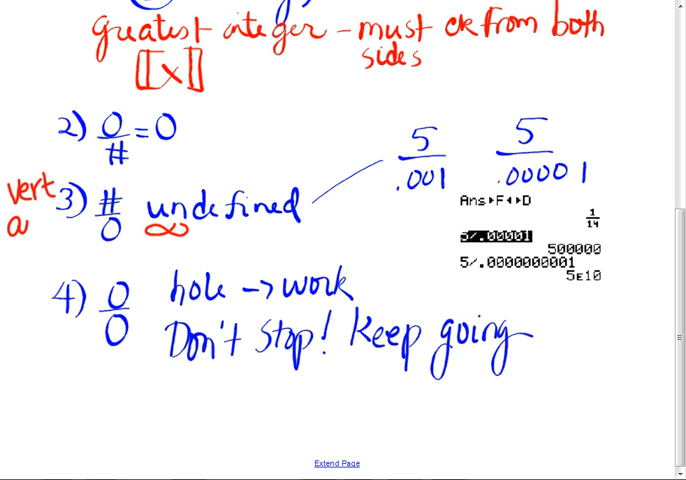 greatest integer - must ck from both
sides
[[x]]
2) 0/# = 0
5/.001 5/.00001
vert
a
3) #/0 undefined
∞
Ans▸F◂▸D
1/14
5/.00001
500000
5/.0000000001
5E10
4) 0/0 hole → work
Don't stop! Keep going
Extend Page